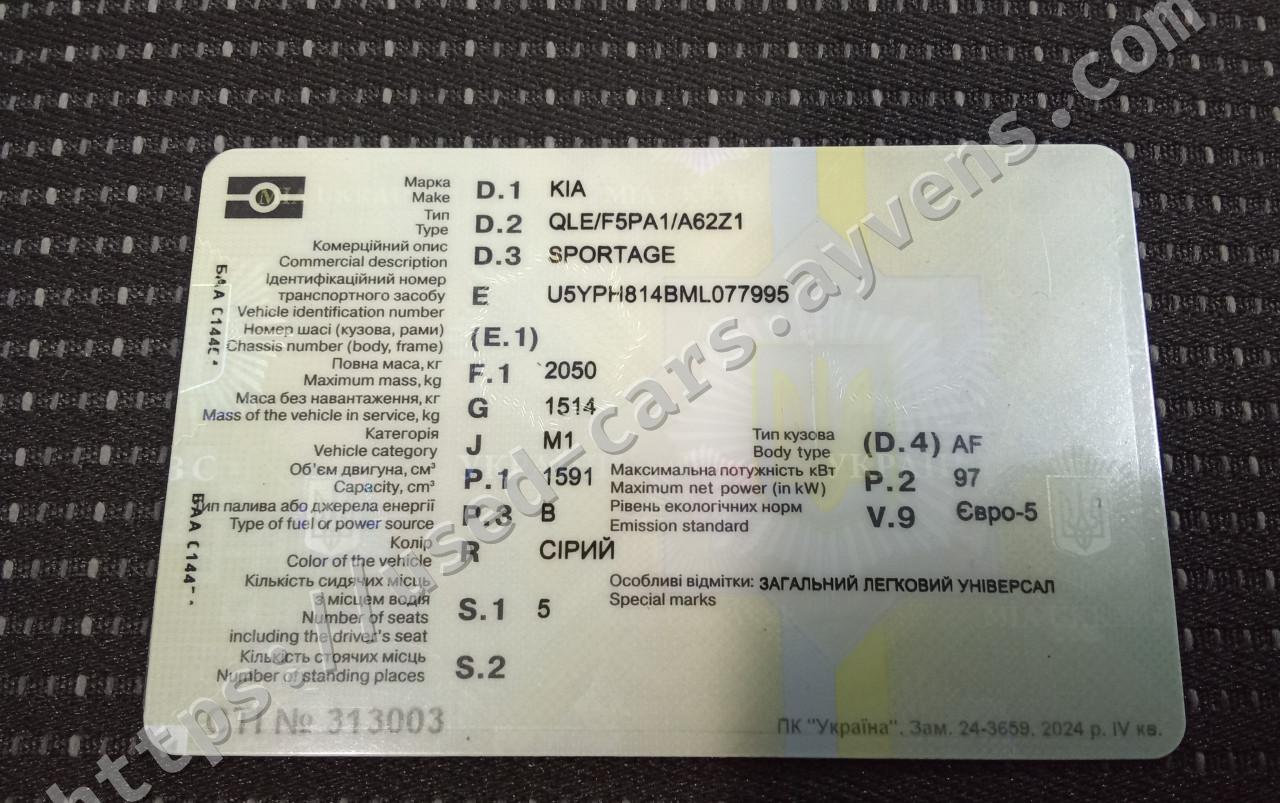 Марка D.1 KIA
Make
Тип D.2 QLE/F5PA1/A62Z1
Type
Комерційний опис D.3 SPORTAGE
Commercial description
Ідентифікаційний номер
транспортного засобу E U5YPH814BML077995
Vehicle identification number
Номер шасі (кузова, рами) (E.1)
Chassis number (body, frame)
Повна маса, кг F.1 2050
Maximum mass, kg
Маса без навантаження, кг G 1514
Mass of the vehicle in service, kg
Категорія J M1 Тип кузова (D.4) AF
Vehicle category Body type
Об'єм двигуна, см³ P.1 1591 Максимальна потужність кВт P.2 97
Capacity, cm³ Maximum net power (in kW)
Тип палива або джерела енергії P.3 B Рівень екологічних норм V.9 Євро-5
Type of fuel or power source Emission standard
Колір R СІРИЙ
Color of the vehicle
Кількість сидячих місць Особливі відмітки: ЗАГАЛЬНИЙ ЛЕГКОВИЙ УНІВЕРСАЛ
з місцем водія S.1 5 Special marks
Number of seats
including the driver's seat
Кількість стоячих місць S.2
Number of standing places
№ 313003
ПК "Україна". Зам. 24-3659. 2024 р. IV кв.
https://used-cars.ayvens.com